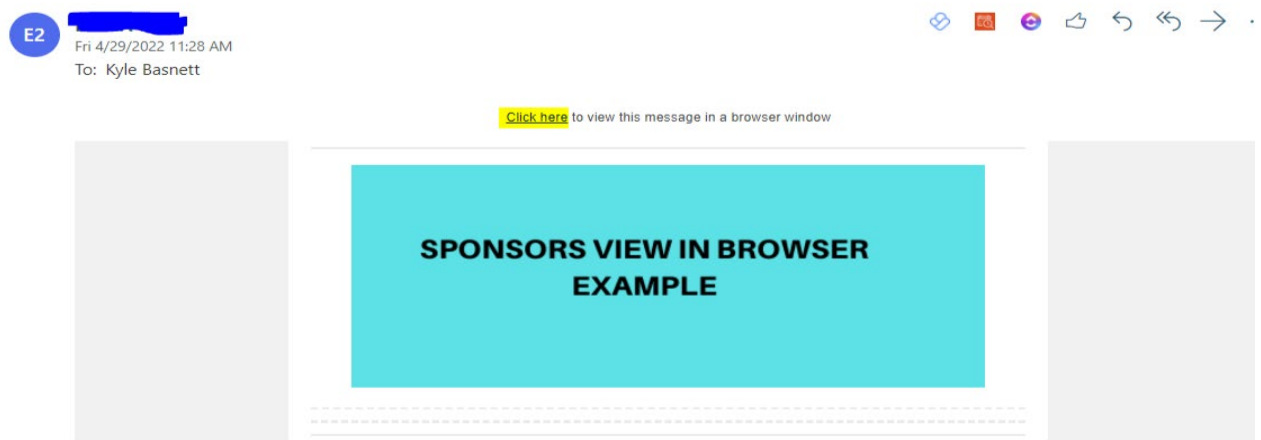 E2
Fri 4/29/2022 11:28 AM
To: Kyle Basnett
Click here to view this message in a browser window
SPONSORS VIEW IN BROWSER
EXAMPLE